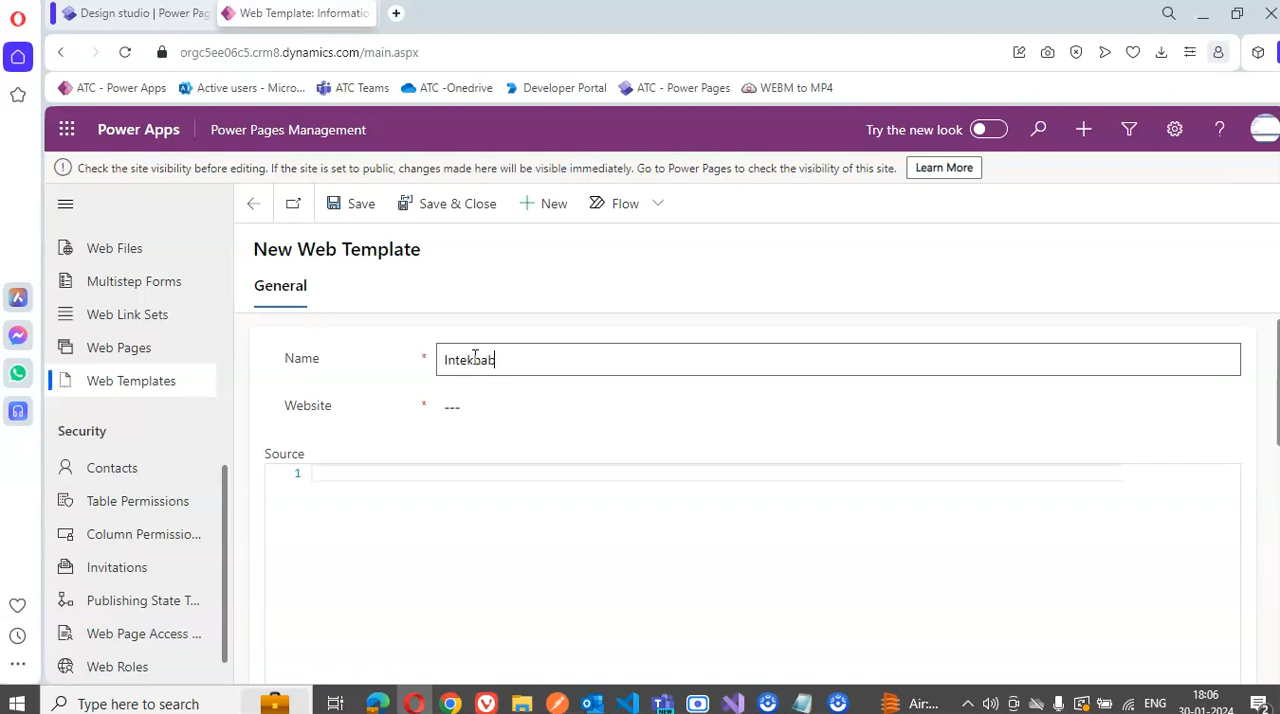 Design studio | Power Pag
Web Template: Informatio
orgc5ee06c5.crm8.dynamics.com/main.aspx
ATC - Power Apps
Active users - Micro...
ATC Teams
ATC -Onedrive
Developer Portal
ATC - Power Pages
WEBM to MP4
Power Apps
Power Pages Management
Try the new look
Check the site visibility before editing. If the site is set to public, changes made here will be visible immediately. Go to Power Pages to check the visibility of this site.
Learn More
Save
Save & Close
New
Flow
Web Files
Multistep Forms
Web Link Sets
Web Pages
Web Templates
Security
Contacts
Table Permissions
Column Permissio...
Invitations
Publishing State T...
Web Page Access ...
Web Roles
New Web Template
General
Name *
Intekhab
Website *
---
Source
1
Type here to search
Air...
ENG
18:06
30-01-2024
2